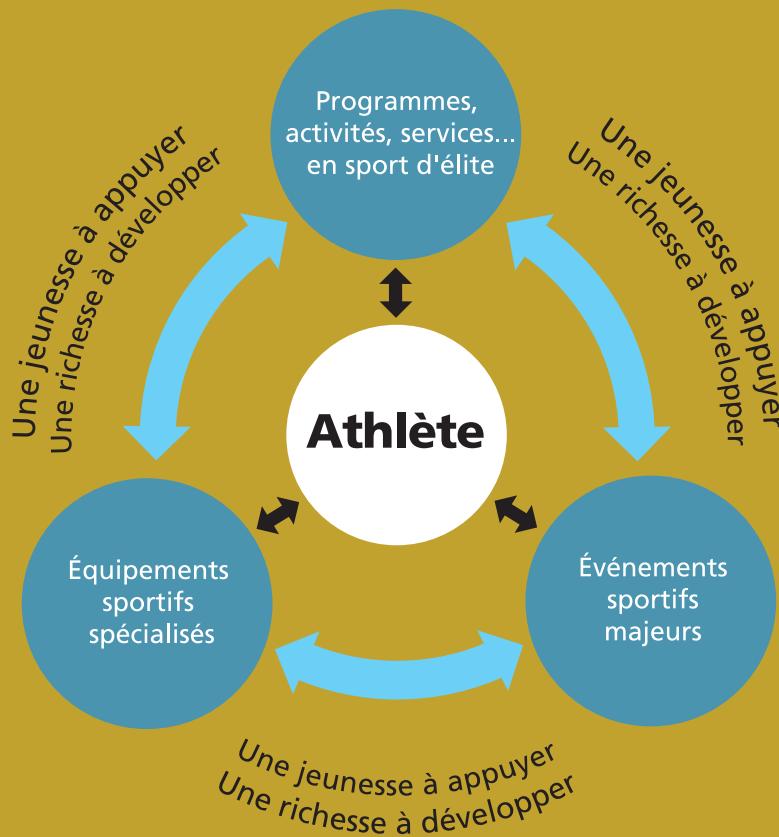 Programmes,
activités, services...
en sport d'élite
Une jeunesse à appuyer
Une richesse à développer
Une jeunesse à appuyer
Une richesse à développer
Athlète
Équipements
sportifs
spécialisés
Événements
sportifs
majeurs
Une jeunesse à appuyer
Une richesse à développer